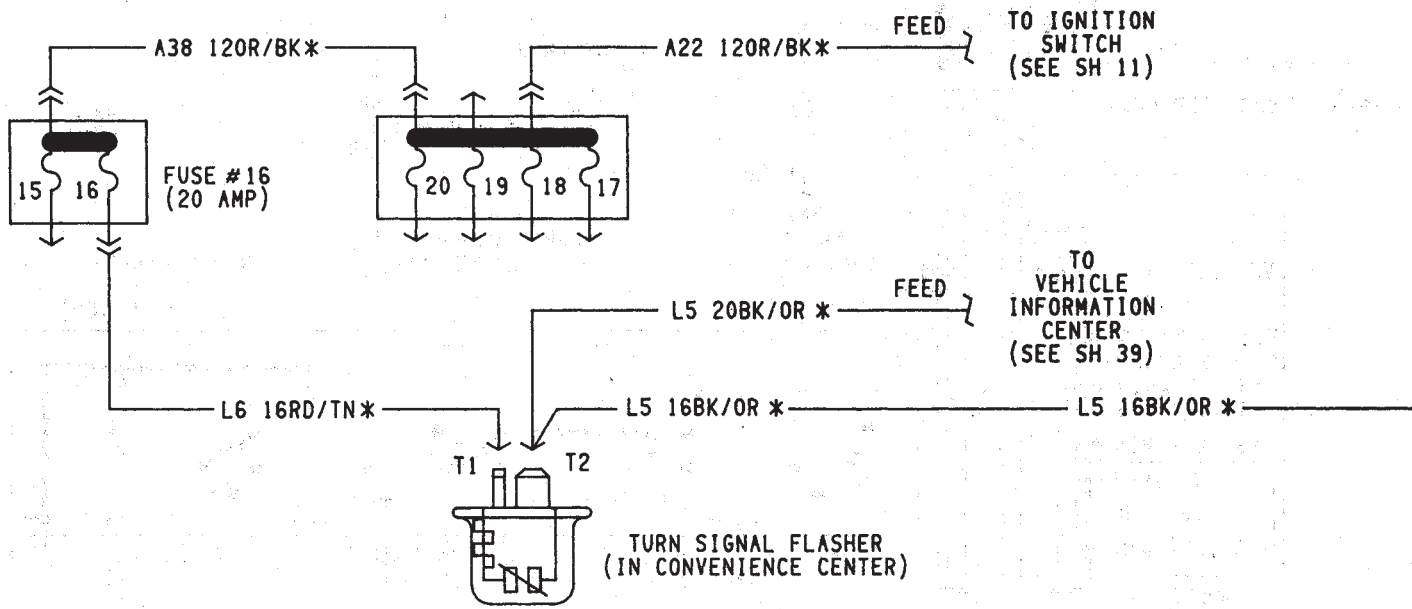 A38 12OR/BK*
A22 12OR/BK*
FEED
TO IGNITION
SWITCH
(SEE SH 11)
15
16
FUSE #16
(20 AMP)
20
19
18
17
L5 20BK/OR *
FEED
TO
VEHICLE
INFORMATION
CENTER
(SEE SH 39)
L6 16RD/TN*
L5 16BK/OR *
L5 16BK/OR *
T1
T2
TURN SIGNAL FLASHER
(IN CONVENIENCE CENTER)